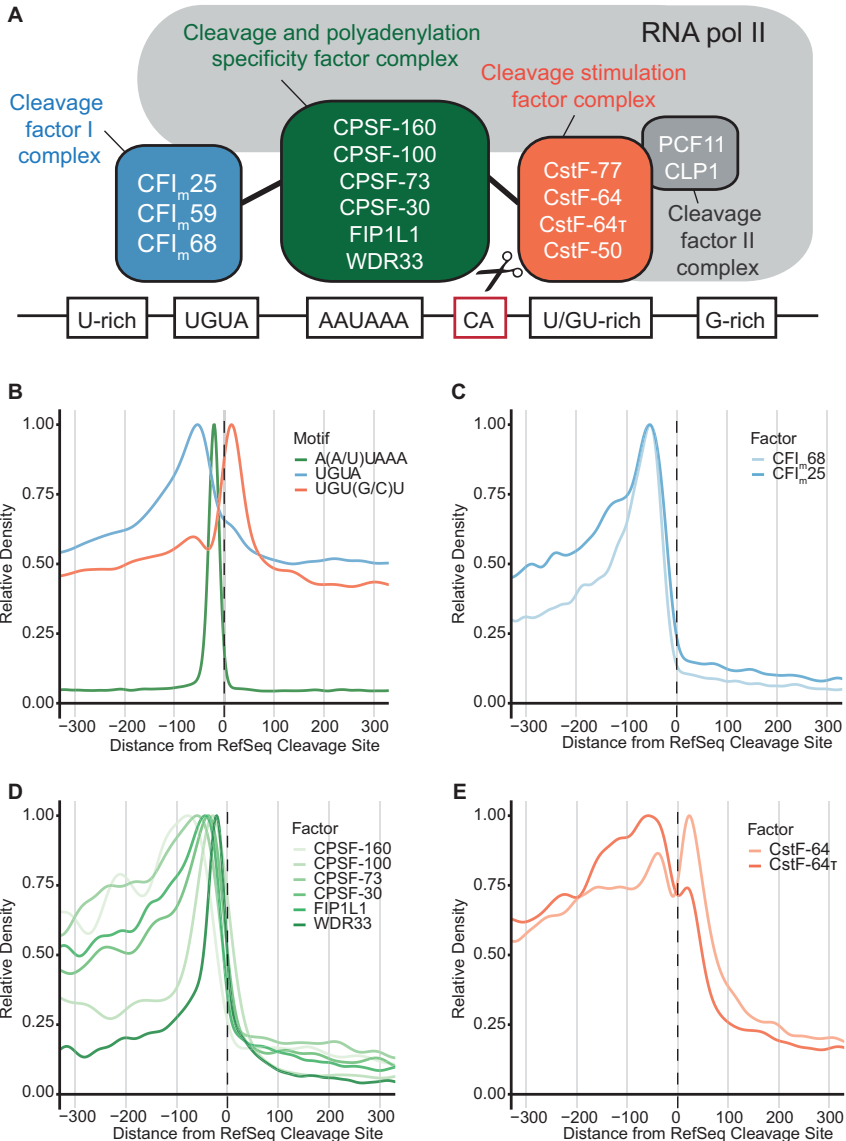 A
RNA pol II
Cleavage and polyadenylation
specificity factor complex
Cleavage stimulation
factor complex
Cleavage
factor I
complex
CFIm25
CFIm59
CFIm68
CPSF-160
CPSF-100
CPSF-73
CPSF-30
FIP1L1
WDR33
CstF-77
CstF-64
CstF-64τ
CstF-50
PCF11
CLP1
Cleavage
factor II
complex
U-rich
UGUA
AAUAAA
CA
U/GU-rich
G-rich
B
Relative Density
1.00
0.75
0.50
0.25
0.00
−300 −200 −100 0 100 200 300
Distance from RefSeq Cleavage Site
Motif
A(A/U)UAAA
UGUA
UGU(G/C)U
C
Relative Density
1.00
0.75
0.50
0.25
0.00
−300 −200 −100 0 100 200 300
Distance from RefSeq Cleavage Site
Factor
CFIm68
CFIm25
D
Relative Density
1.00
0.75
0.50
0.25
0.00
−300 −200 −100 0 100 200 300
Distance from RefSeq Cleavage Site
Factor
CPSF-160
CPSF-100
CPSF-73
CPSF-30
FIP1L1
WDR33
E
Relative Density
1.00
0.75
0.50
0.25
0.00
−300 −200 −100 0 100 200 300
Distance from RefSeq Cleavage Site
Factor
CstF-64
CstF-64τ